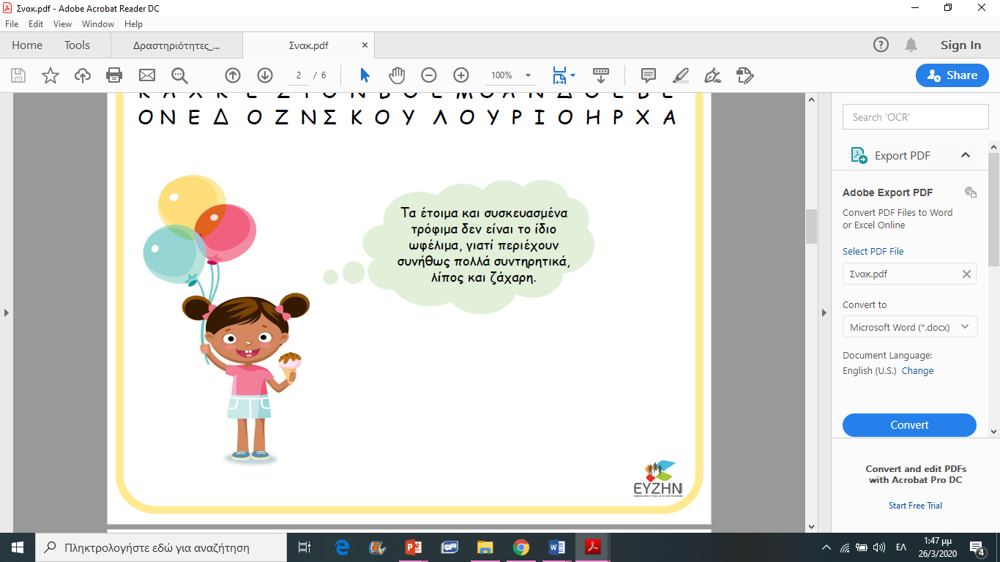 Σνακ.pdf - Adobe Acrobat Reader DC
File Edit View Window Help
Home Tools Δραστηριότητες_... Σνακ.pdf × Sign In
2 / 6 100% Share
Κ Α Χ Κ Ε Σ Τ Ο Ν Β Θ Ε Μ Θ Α Ν Δ Θ Ε Β Ε
Ο Ν Ε Δ Ο Ζ Ν Σ Κ Ο Υ Λ Ο Υ Ρ Ι Ο Η Ρ Χ Α
Τα έτοιμα και συσκευασμένα
τρόφιμα δεν είναι το ίδιο
ωφέλιμα, γιατί περιέχουν
συνήθως πολλά συντηρητικά,
λίπος και ζάχαρη.
ΕΥΖΗΝ
Search 'OCR'
Export PDF
Adobe Export PDF
Convert PDF Files to Word
or Excel Online
Select PDF File
Σνακ.pdf
Convert to
Microsoft Word (*.docx)
Document Language:
English (U.S.) Change
Convert
Convert and edit PDFs
with Acrobat Pro DC
Start Free Trial
Πληκτρολογήστε εδώ για αναζήτηση
ΕΛ
1:47 μμ
26/3/2020
4